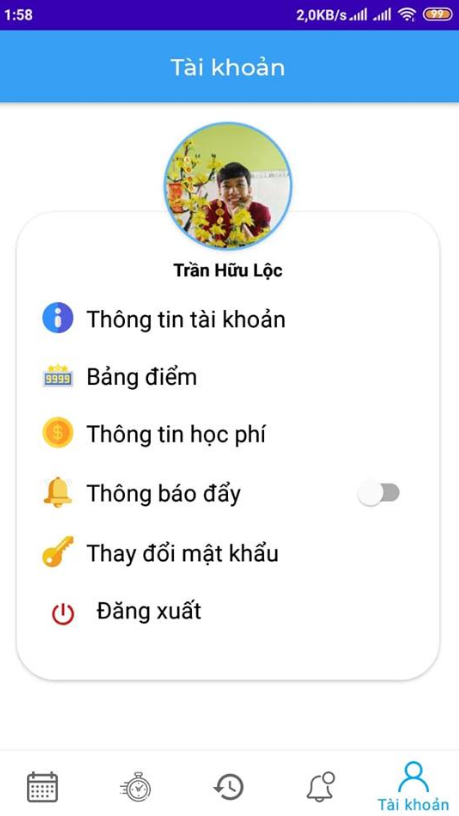 1:58 2,0KB/s 99
Tài khoản
Trần Hữu Lộc
Thông tin tài khoản
9999 Bảng điểm
$ Thông tin học phí
Thông báo đẩy
Thay đổi mật khẩu
Đăng xuất
Tài khoản